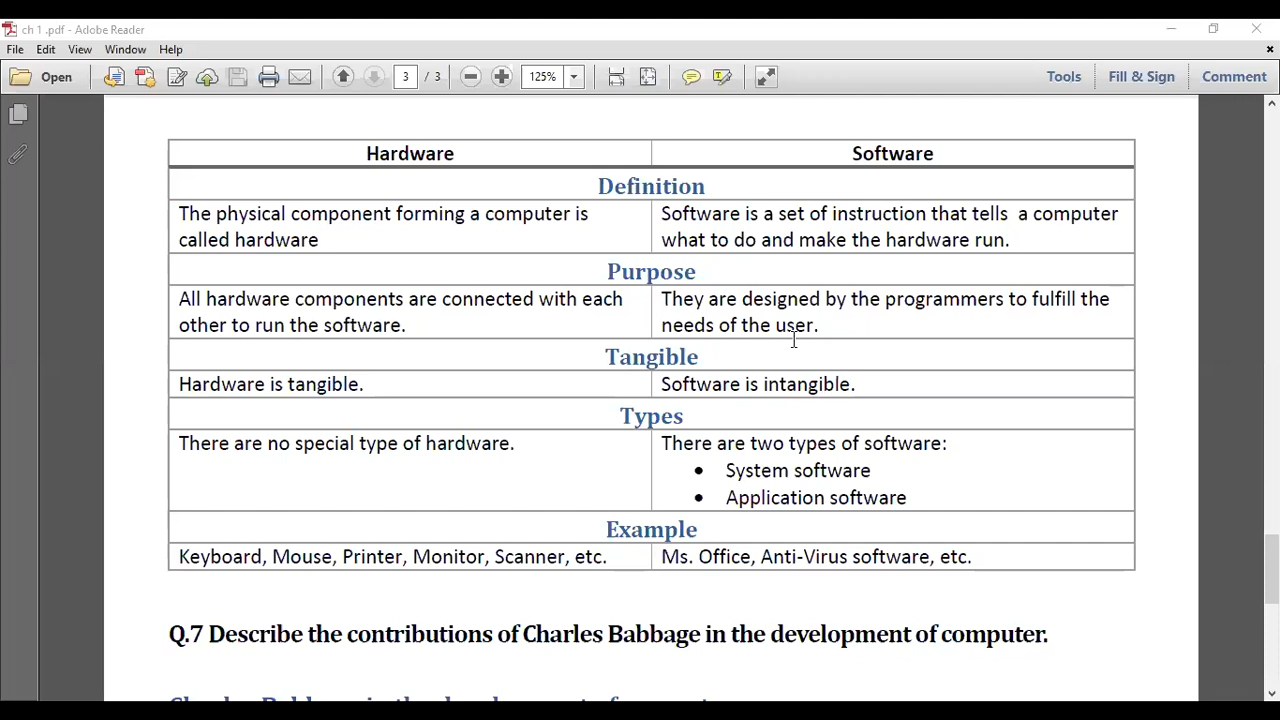 ch 1 .pdf - Adobe Reader
File Edit View Window Help
Open 3 / 3 125% Tools Fill & Sign Comment
Hardware Software
Definition
The physical component forming a computer is
called hardware
Software is a set of instruction that tells a computer
what to do and make the hardware run.
Purpose
All hardware components are connected with each
other to run the software.
They are designed by the programmers to fulfill the
needs of the user.
Tangible
Hardware is tangible.
Software is intangible.
Types
There are no special type of hardware.
There are two types of software:
• System software
• Application software
Example
Keyboard, Mouse, Printer, Monitor, Scanner, etc.
Ms. Office, Anti-Virus software, etc.
Q.7 Describe the contributions of Charles Babbage in the development of computer.